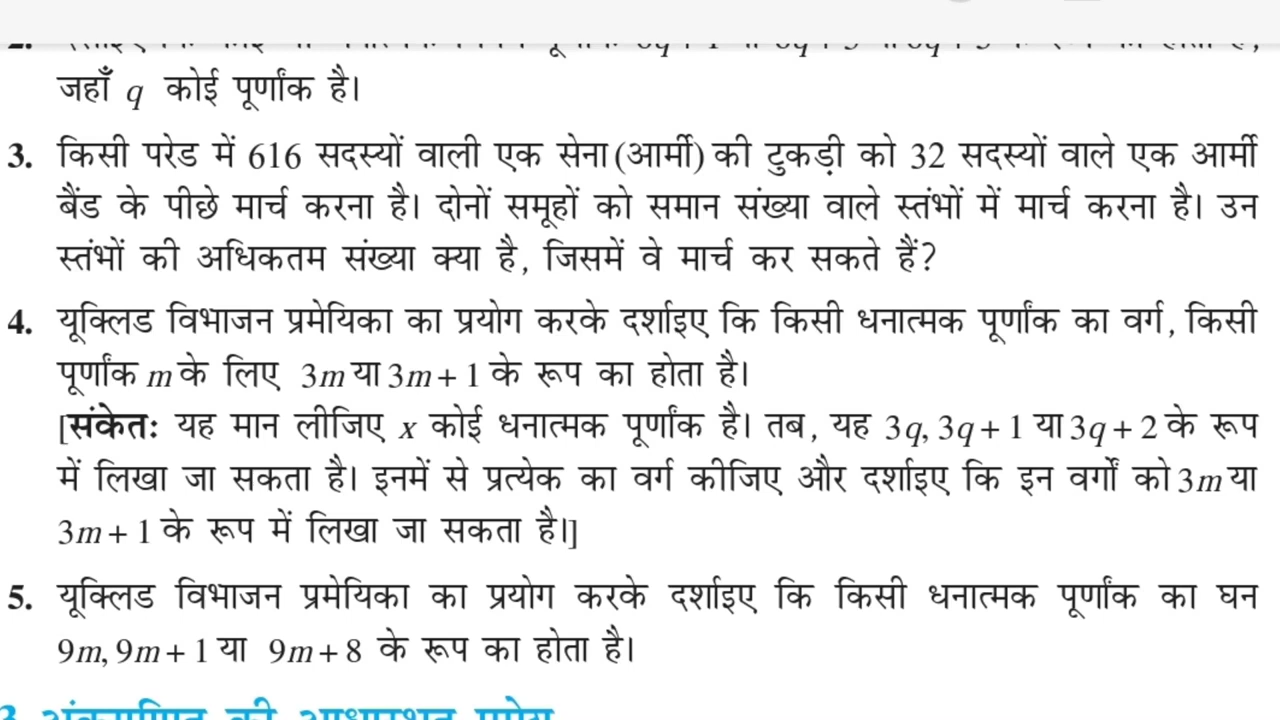 जहाँ q कोई पूर्णांक है।
3. किसी परेड में 616 सदस्यों वाली एक सेना (आर्मी) की टुकड़ी को 32 सदस्यों वाले एक आर्मी
बैंड के पीछे मार्च करना है। दोनों समूहों को समान संख्या वाले स्तंभों में मार्च करना है। उन
स्तंभों की अधिकतम संख्या क्या है, जिसमें वे मार्च कर सकते हैं?
4. यूक्लिड विभाजन प्रमेयिका का प्रयोग करके दर्शाइए कि किसी धनात्मक पूर्णांक का वर्ग, किसी
पूर्णांक m के लिए 3m या 3m + 1 के रूप का होता है।
[संकेतः यह मान लीजिए x कोई धनात्मक पूर्णांक है। तब, यह 3q, 3q + 1 या 3q + 2 के रूप
में लिखा जा सकता है। इनमें से प्रत्येक का वर्ग कीजिए और दर्शाइए कि इन वर्गों को 3m या
3m + 1 के रूप में लिखा जा सकता है।]
5. यूक्लिड विभाजन प्रमेयिका का प्रयोग करके दर्शाइए कि किसी धनात्मक पूर्णांक का घन
9m, 9m + 1 या 9m + 8 के रूप का होता है।